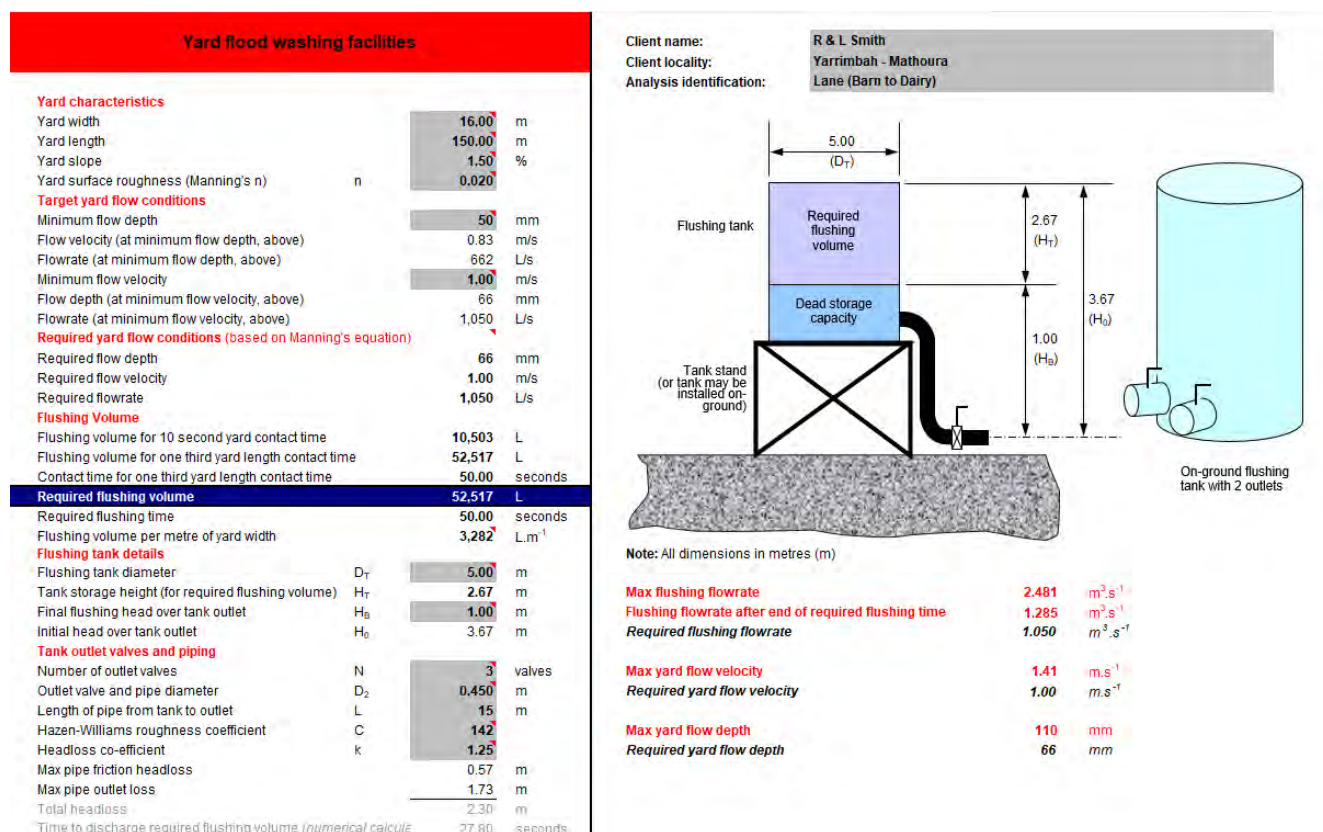 Yard flood washing facilities
Yard characteristics
Yard width 16.00 m
Yard length 150.00 m
Yard slope 1.50 %
Yard surface roughness (Manning's n) n 0.020
Target yard flow conditions
Minimum flow depth 50 mm
Flow velocity (at minimum flow depth, above) 0.83 m/s
Flowrate (at minimum flow depth, above) 662 L/s
Minimum flow velocity 1.00 m/s
Flow depth (at minimum flow velocity, above) 66 mm
Flowrate (at minimum flow velocity, above) 1,050 L/s
Required yard flow conditions (based on Manning's equation)
Required flow depth 66 mm
Required flow velocity 1.00 m/s
Required flowrate 1,050 L/s
Flushing Volume
Flushing volume for 10 second yard contact time 10,503 L
Flushing volume for one third yard length contact time 52,517 L
Contact time for one third yard length contact time 50.00 seconds
Required flushing volume 52,517 L
Required flushing time 50.00 seconds
Flushing volume per metre of yard width 3,282 L.m⁻¹
Flushing tank details
Flushing tank diameter D_T 5.00 m
Tank storage height (for required flushing volume) H_T 2.67 m
Final flushing head over tank outlet H_B 1.00 m
Initial head over tank outlet H₀ 3.67 m
Tank outlet valves and piping
Number of outlet valves N 3 valves
Outlet valve and pipe diameter D₂ 0.450 m
Length of pipe from tank to outlet L 15 m
Hazen-Williams roughness coefficient C 142
Headloss co-efficient k 1.25
Max pipe friction headloss 0.57 m
Max pipe outlet loss 1.73 m
Total headloss 2.30 m
Time to discharge required flushing volume (numerical calcula 27.80 seconds
Client name: R & L Smith
Client locality: Yarrimbah - Mathoura
Analysis identification: Lane (Barn to Dairy)
5.00
(D_T)
Flushing tank
Required
flushing
volume
2.67
(H_T)
Dead storage
capacity
3.67
(H₀)
1.00
(H_B)
Tank stand
(or tank may be
installed on-
ground)
On-ground flushing
tank with 2 outlets
Note: All dimensions in metres (m)
Max flushing flowrate 2.481 m³.s⁻¹
Flushing flowrate after end of required flushing time 1.285 m³.s⁻¹
Required flushing flowrate 1.050 m³.s⁻¹
Max yard flow velocity 1.41 m.s⁻¹
Required yard flow velocity 1.00 m.s⁻¹
Max yard flow depth 110 mm
Required yard flow depth 66 mm